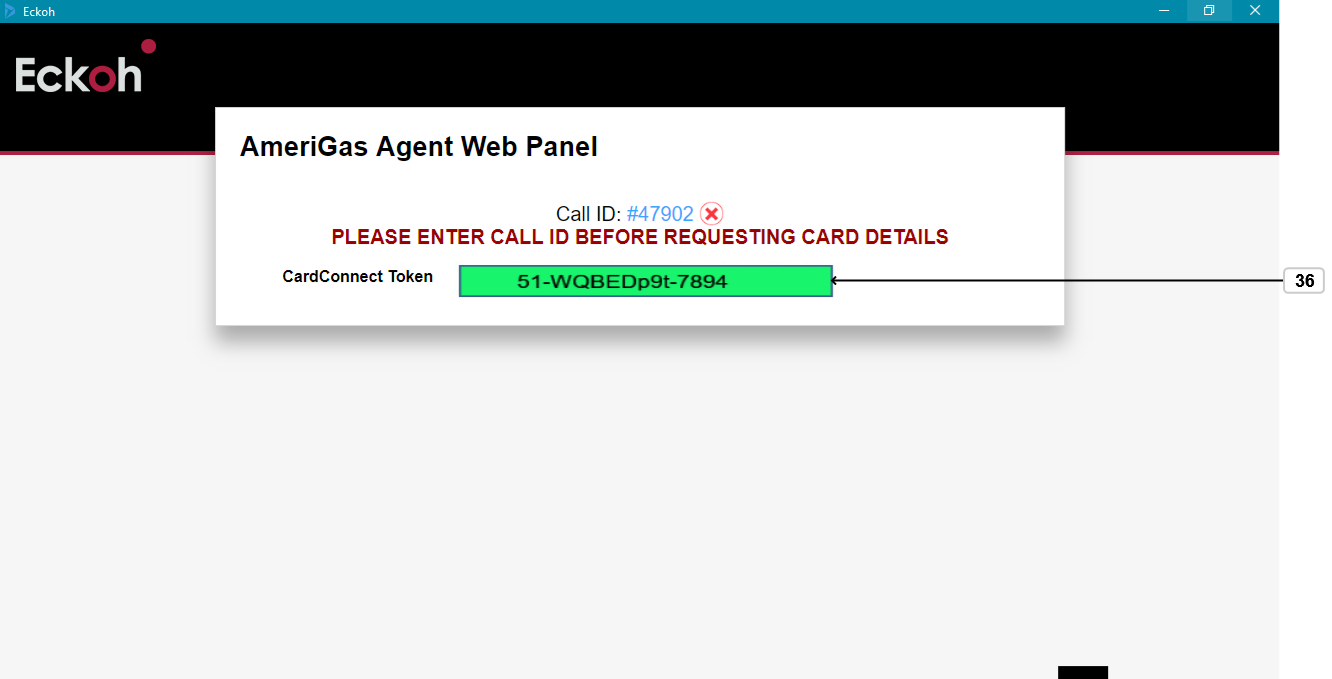 Eckoh
Eckoh
AmeriGas Agent Web Panel
Call ID: #47902
PLEASE ENTER CALL ID BEFORE REQUESTING CARD DETAILS
CardConnect Token 51-WQBEDp9t-7894
36